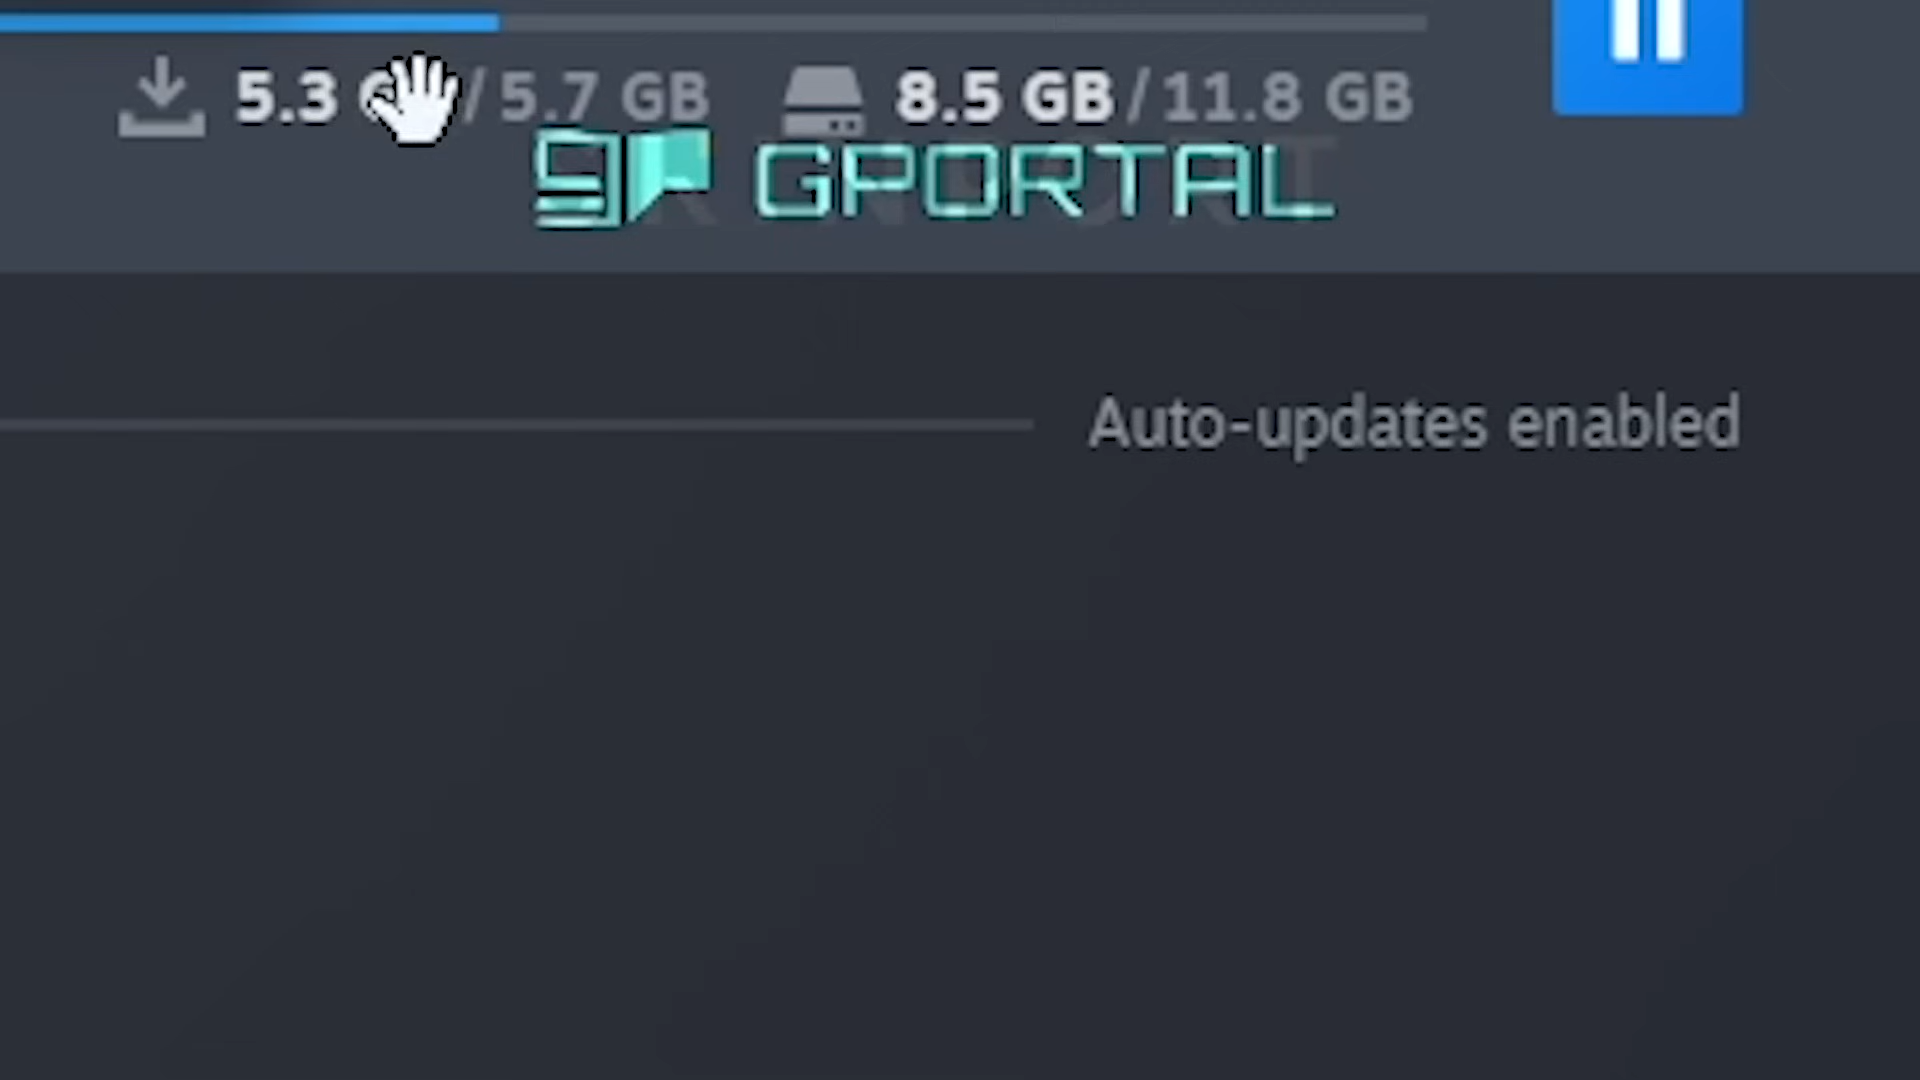 5.3 / 5.7 GB 8.5 GB / 11.8 GB
GPORTAL
Auto-updates enabled